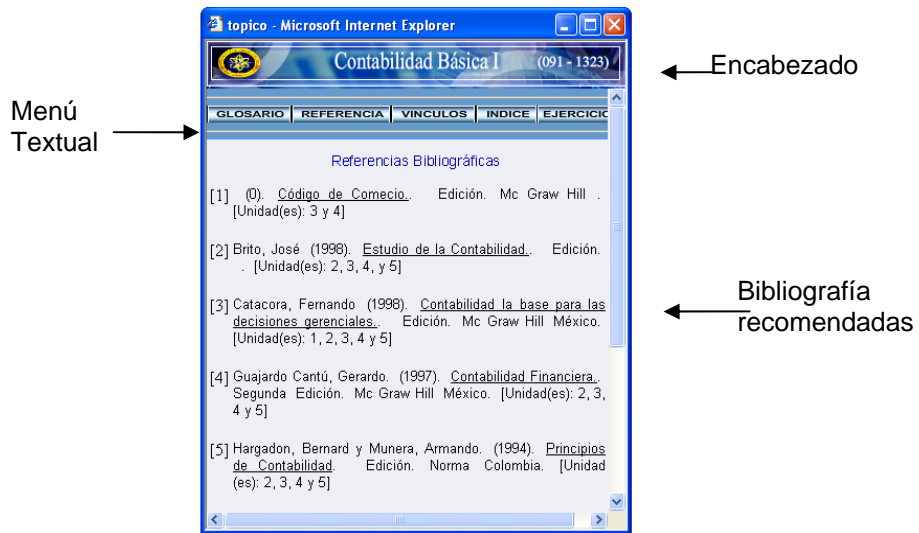 topico - Microsoft Internet Explorer
Contabilidad Básica I (091 - 1323)
Encabezado
Menú
Textual
GLOSARIO REFERENCIA VINCULOS INDICE EJERCICIO
Referencias Bibliográficas
[1] (0). Código de Comecio.. Edición. Mc Graw Hill .
[Unidad(es): 3 y 4]
[2] Brito, José (1998). Estudio de la Contabilidad.. Edición.
. [Unidad(es): 2, 3, 4, y 5]
[3] Catacora, Fernando (1998). Contabilidad la base para las
decisiones gerenciales.. Edición. Mc Graw Hill México.
[Unidad(es): 1, 2, 3, 4 y 5]
Bibliografía
recomendadas
[4] Guajardo Cantú, Gerardo. (1997). Contabilidad Financiera..
Segunda Edición. Mc Graw Hill México. [Unidad(es): 2, 3,
4 y 5]
[5] Hargadon, Bernard y Munera, Armando. (1994). Principios
de Contabilidad. Edición. Norma Colombia. [Unidad
(es): 2, 3, 4 y 5]